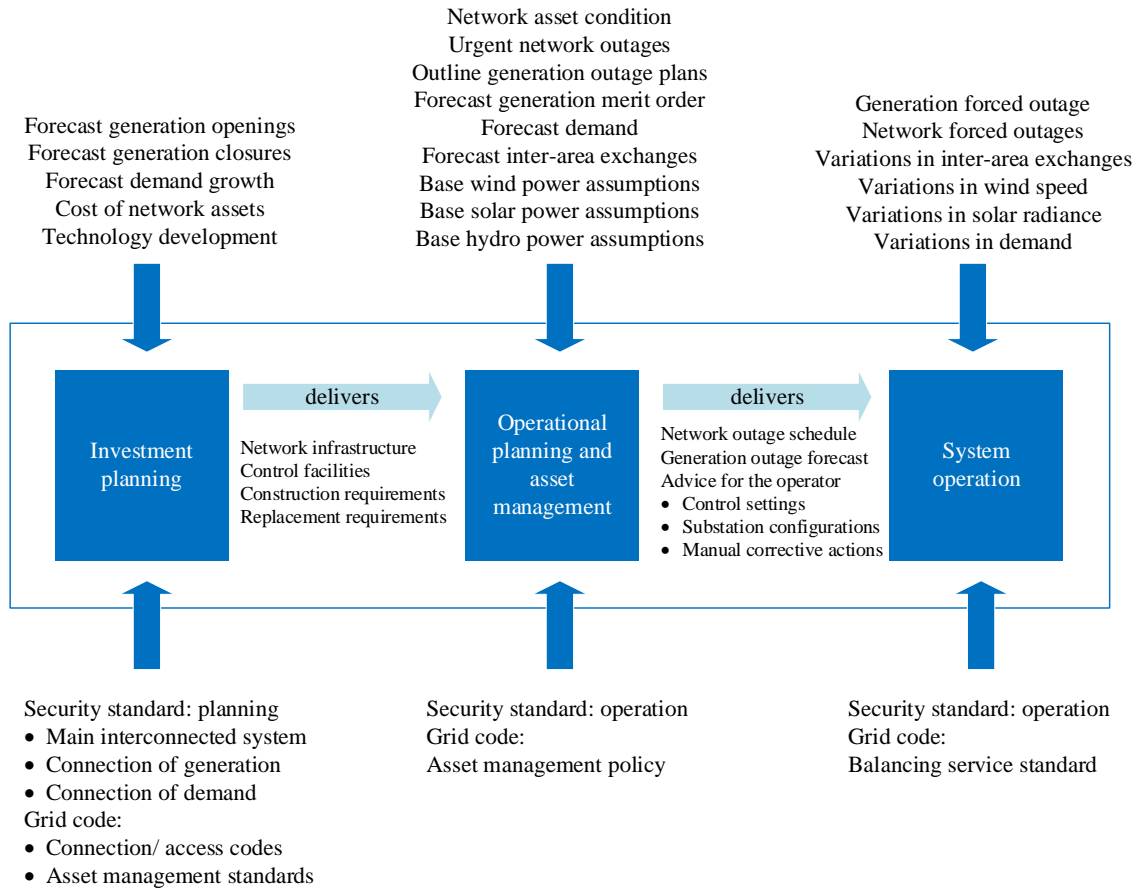 Network asset condition
Urgent network outages
Outline generation outage plans
Forecast generation merit order
Forecast demand
Forecast inter-area exchanges
Base wind power assumptions
Base solar power assumptions
Base hydro power assumptions
Forecast generation openings
Forecast generation closures
Forecast demand growth
Cost of network assets
Technology development
Generation forced outage
Network forced outages
Variations in inter-area exchanges
Variations in wind speed
Variations in solar radiance
Variations in demand
Investment
planning
delivers
Network infrastructure
Control facilities
Construction requirements
Replacement requirements
Operational
planning and
asset
management
delivers
Network outage schedule
Generation outage forecast
Advice for the operator
• Control settings
• Substation configurations
• Manual corrective actions
System
operation
Security standard: planning
• Main interconnected system
• Connection of generation
• Connection of demand
Grid code:
• Connection/ access codes
• Asset management standards
Security standard: operation
Grid code:
Asset management policy
Security standard: operation
Grid code:
Balancing service standard